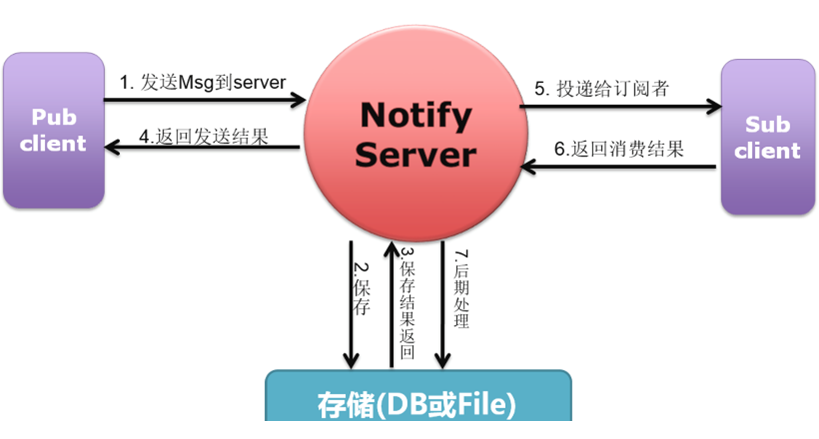 1. 发送Msg到server
5. 投递给订阅者
Pub
client
Notify
Server
Sub
client
4.返回发送结果
6.返回消费结果
2.保存
3.保存结果返回
7.后期处理
存储(DB或File)